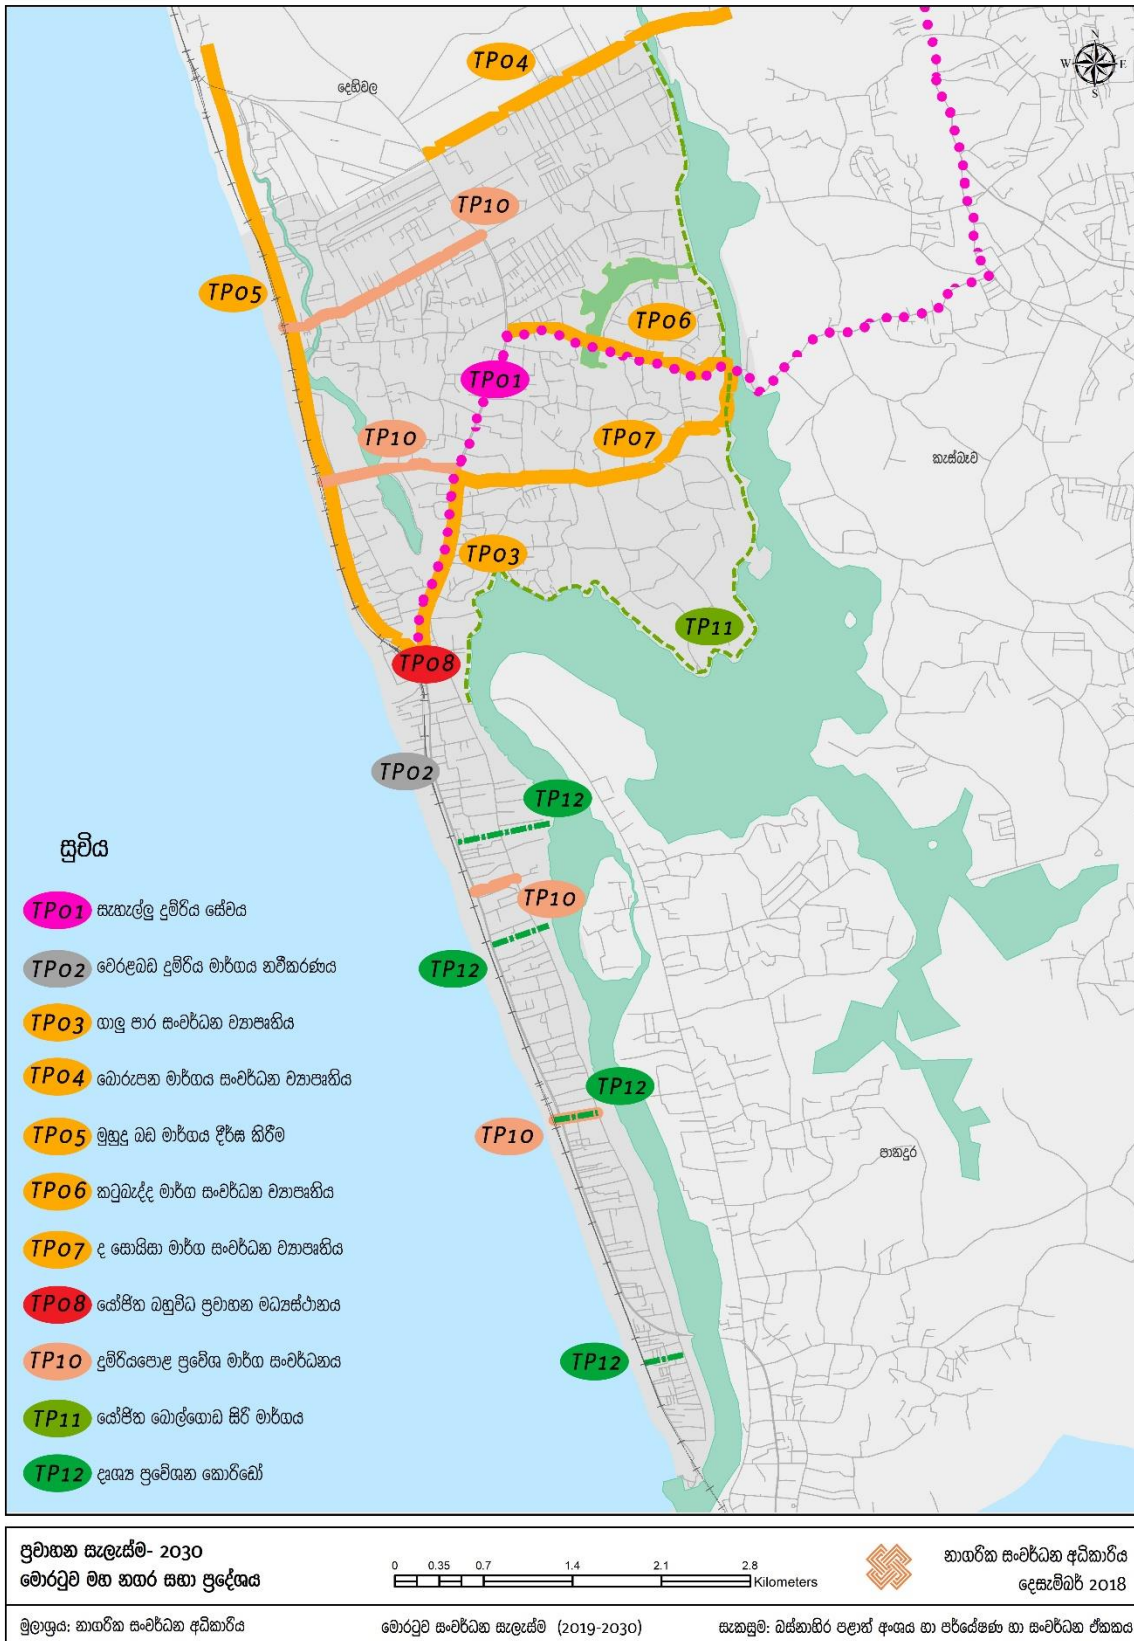 TP04
N
W E
S
දෙහිවල
TP10
TP05
TP06
TP01
TP10
TP07
කැස්බෑව
TP03
TP11
TP08
TP02
TP12
TP10
TP12
TP12
TP10
පානදුර
TP12
සුචිය
TP01 සැහැල්ලු දුම්රිය සේවය
TP02 වෙරළබඩ දුම්රිය මාර්ගය නවීකරණය
TP03 ගාලු පාර සංවර්ධන ව්‍යාපෘතිය
TP04 බොරුපන මාර්ගය සංවර්ධන ව්‍යාපෘතිය
TP05 මුහුදු බඩ මාර්ගය දීර්ඝ කිරීම
TP06 කටුබැද්ද මාර්ග සංවර්ධන ව්‍යාපෘතිය
TP07 ද සොයිසා මාර්ග සංවර්ධන ව්‍යාපෘතිය
TP08 යෝජිත බහුවිධ ප්‍රවාහන මධ්‍යස්ථානය
TP10 දුම්රියපොළ ප්‍රවේශ මාර්ග සංවර්ධනය
TP11 යෝජිත බොල්ගොඩ සිරි මාර්ගය
TP12 දෘශ්‍ය ප්‍රවේශන කොරිඩෝ
ප්‍රවාහන සැලැස්ම- 2030
මොරටුව මහ නගර සභා ප්‍රදේශය
0 0.35 0.7 1.4 2.1 2.8
Kilometers
නාගරික සංවර්ධන අධිකාරිය
දෙසැම්බර් 2018
මුලාශ්‍රය: නාගරික සංවර්ධන අධිකාරිය
මොරටුව සංවර්ධන සැලැස්ම (2019-2030)
සැකසුම: බස්නාහිර පළාත් අංශය හා පර්යේෂණ හා සංවර්ධන ඒකකය